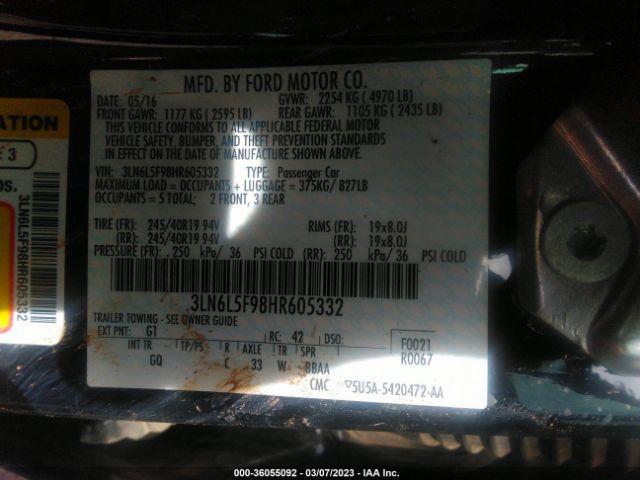 MFD. BY FORD MOTOR CO.
DATE: 05/16 GVWR: 2254 KG ( 4970 LB)
FRONT GAWR: 1177 KG ( 2595 LB) REAR GAWR: 1105 KG ( 2435 LB)
THIS VEHICLE CONFORMS TO ALL APPLICABLE FEDERAL MOTOR
VEHICLE SAFETY, BUMPER, AND THEFT PREVENTION STANDARDS
IN EFFECT ON THE DATE OF MANUFACTURE SHOWN ABOVE.
VIN: 3LN6L5F98HR605332 TYPE: Passenger Car
MAXIMUM LOAD = OCCUPANTS + LUGGAGE = 375KG/ 827LB
OCCUPANTS = 5 TOTAL; 2 FRONT, 3 REAR
TIRE (FR): 245/40R19 94V RIMS (FR): 19x8.0J
(RR): 245/40R19 94V (RR): 19x8.0J
PRESSURE (FR): 250 kPa/ 36 PSI COLD (RR): 250 kPa/ 36 PSI COLD
3LN6L5F98HR605332
TRAILER TOWING - SEE OWNER GUIDE
EXT PNT: G1 RC: 42 DSO: F0021
INT TR TP/PS R AXLE TR SPR R0067
GQ C 33 W BBAA
CMC 5U5A-5420472-AA
ATION
3
os.
3LN6L5F98HR605332
000-36055092 - 03/07/2023 - IAA Inc.